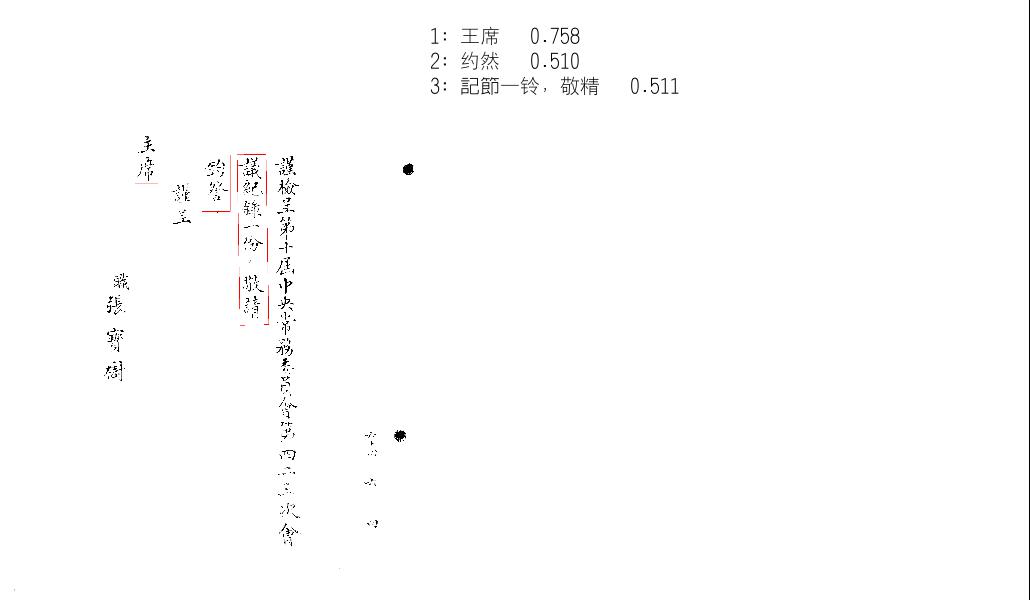 1: 王席 0.758
2: 约然 0.510
3: 記節一铃，敬精 0.511
謹檢呈第十屆中央常務委員會第四二三次會
議紀錄一份，敬請
鈞詧
謹呈
主席
職張寶樹